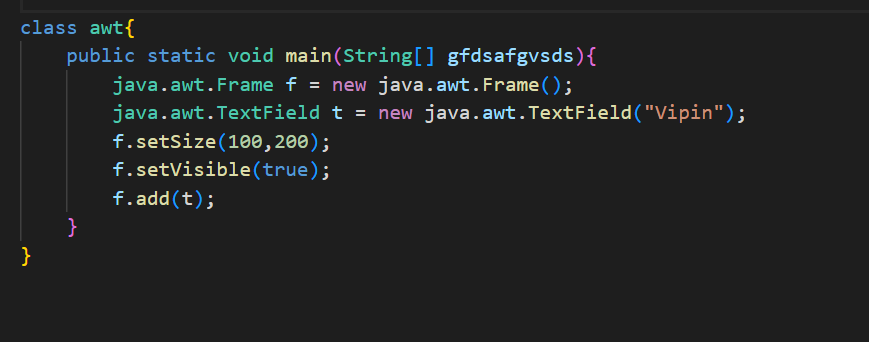 class awt{
    public static void main(String[] gfdsafgvsds){
        java.awt.Frame f = new java.awt.Frame();
        java.awt.TextField t = new java.awt.TextField("Vipin");
        f.setSize(100,200);
        f.setVisible(true);
        f.add(t);
    }
}